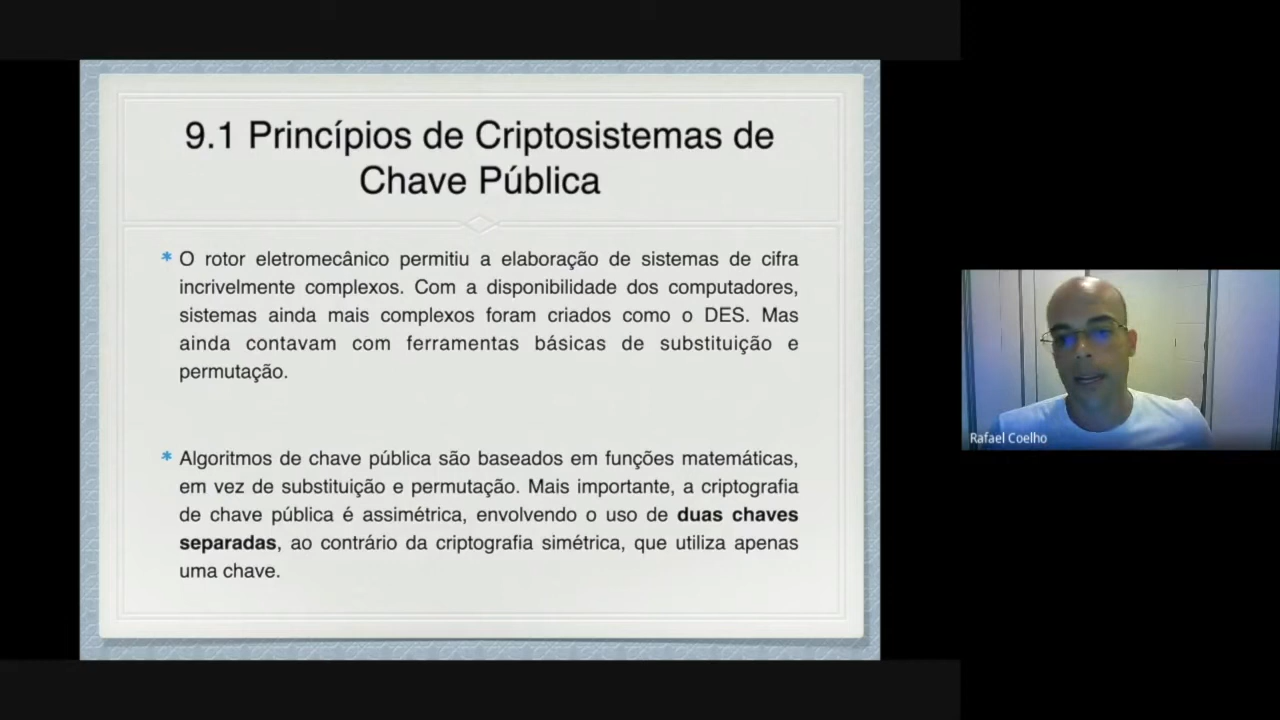 9.1 Princípios de Criptosistemas de
Chave Pública
* O rotor eletromecânico permitiu a elaboração de sistemas de cifra
incrivelmente complexos. Com a disponibilidade dos computadores,
sistemas ainda mais complexos foram criados como o DES. Mas
ainda contavam com ferramentas básicas de substituição e
permutação.
* Algoritmos de chave pública são baseados em funções matemáticas,
em vez de substituição e permutação. Mais importante, a criptografia
de chave pública é assimétrica, envolvendo o uso de duas chaves
separadas, ao contrário da criptografia simétrica, que utiliza apenas
uma chave.
Rafael Coelho